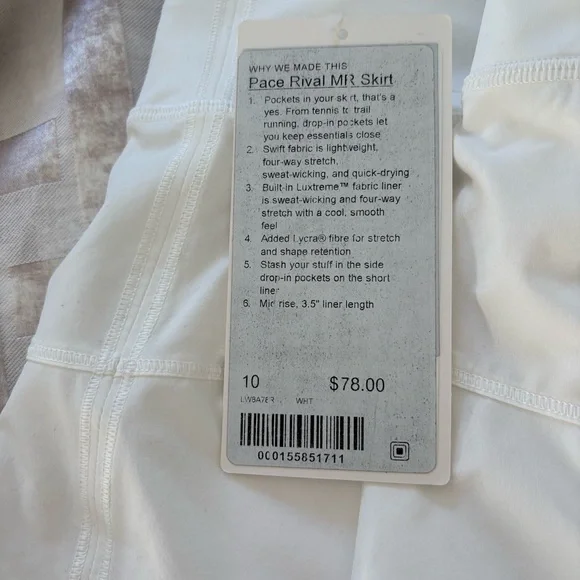 WHY WE MADE THIS
Pace Rival MR Skirt
1. Pockets in your skirt, that's a
yes. From tennis to trail
running, drop-in pockets let
you keep essentials close
2. Swift fabric is lightweight,
four-way stretch,
sweat-wicking, and quick-drying
3. Built-in Luxtreme™ fabric liner
is sweat-wicking and four-way
stretch with a cool, smooth
feel
4. Added Lycra® fibre for stretch
and shape retention
5. Stash your stuff in the side
drop-in pockets on the short
liner
6. Mid rise, 3.5" liner length
10 $78.00
WHT
000155851711